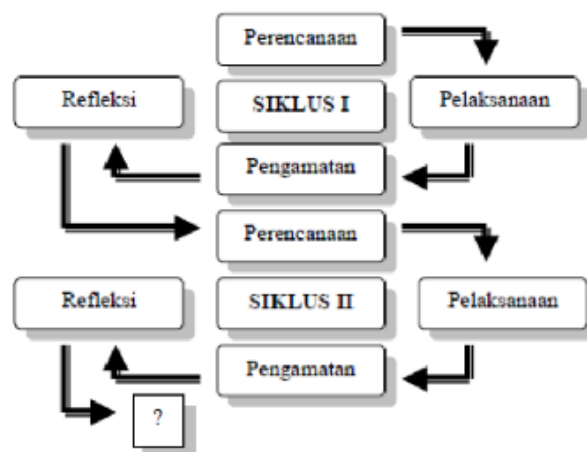 Perencanaan
Refleksi
SIKLUS I
Pelaksanaan
Pengamatan
Perencanaan
Refleksi
SIKLUS II
Pelaksanaan
Pengamatan
?